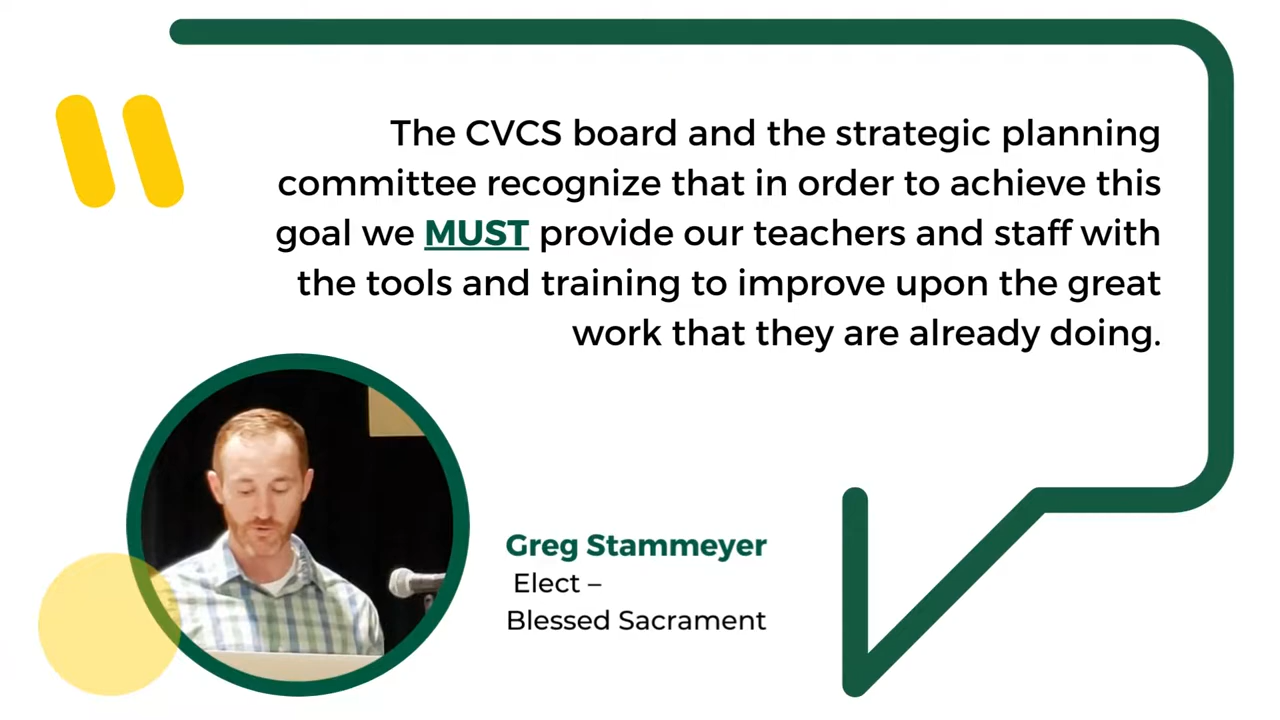 The CVCS board and the strategic planning
committee recognize that in order to achieve this
goal we MUST provide our teachers and staff with
the tools and training to improve upon the great
work that they are already doing.
Greg Stammeyer
Elect –
Blessed Sacrament